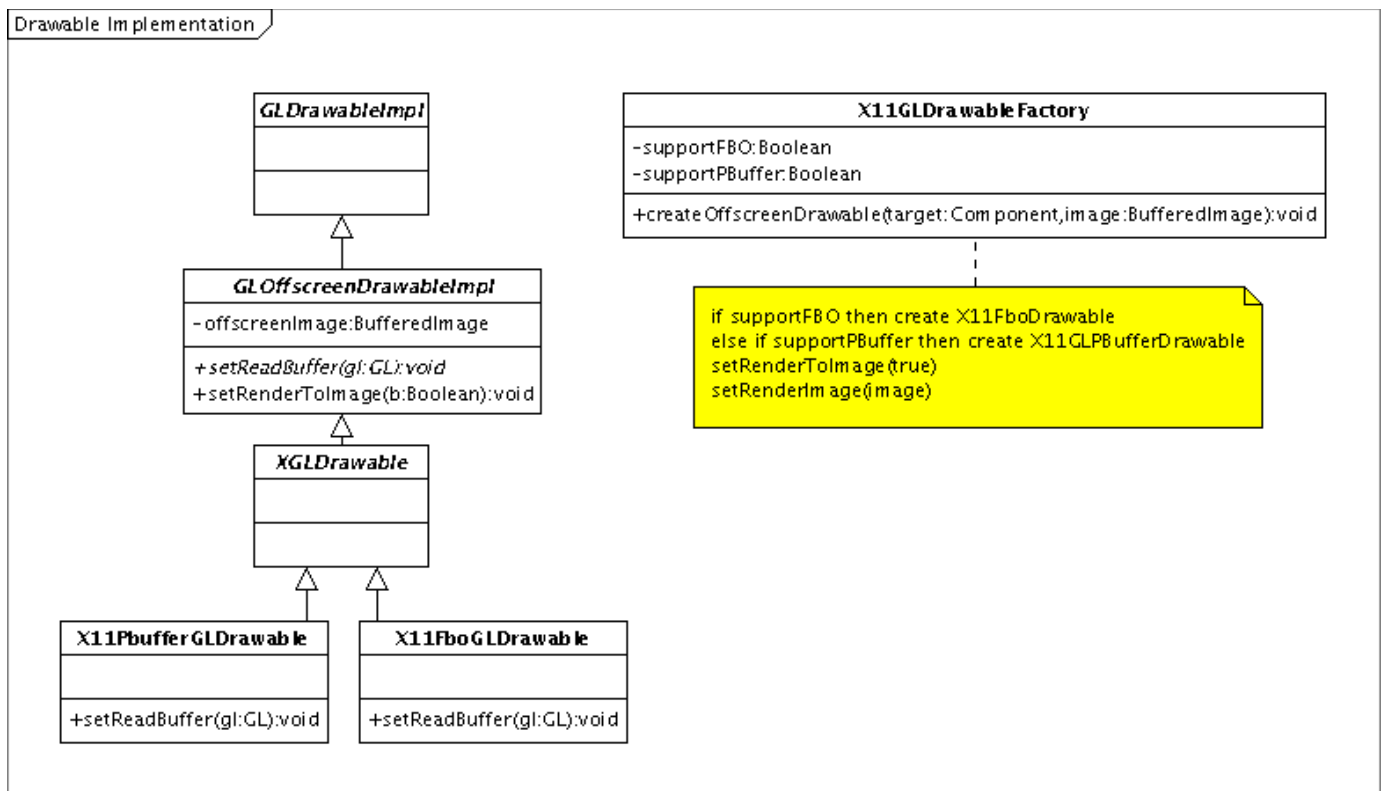 Drawable Implementation
GLDrawableImpl
GLOffscreenDrawableImpl
-offscreenImage:BufferedImage
+setReadBuffer(gl:GL):void
+setRenderToImage(b:Boolean):void
XGLDrawable
X11PbufferGLDrawable
+setReadBuffer(gl:GL):void
X11FboGLDrawable
+setReadBuffer(gl:GL):void
X11GLDrawableFactory
-supportFBO:Boolean
-supportPBuffer:Boolean
+createOffscreenDrawable(target:Component,image:BufferedImage):void
if supportFBO then create X11FboDrawable
else if supportPBuffer then create X11GLPBufferDrawable
setRenderToImage(true)
setRenderImage(image)